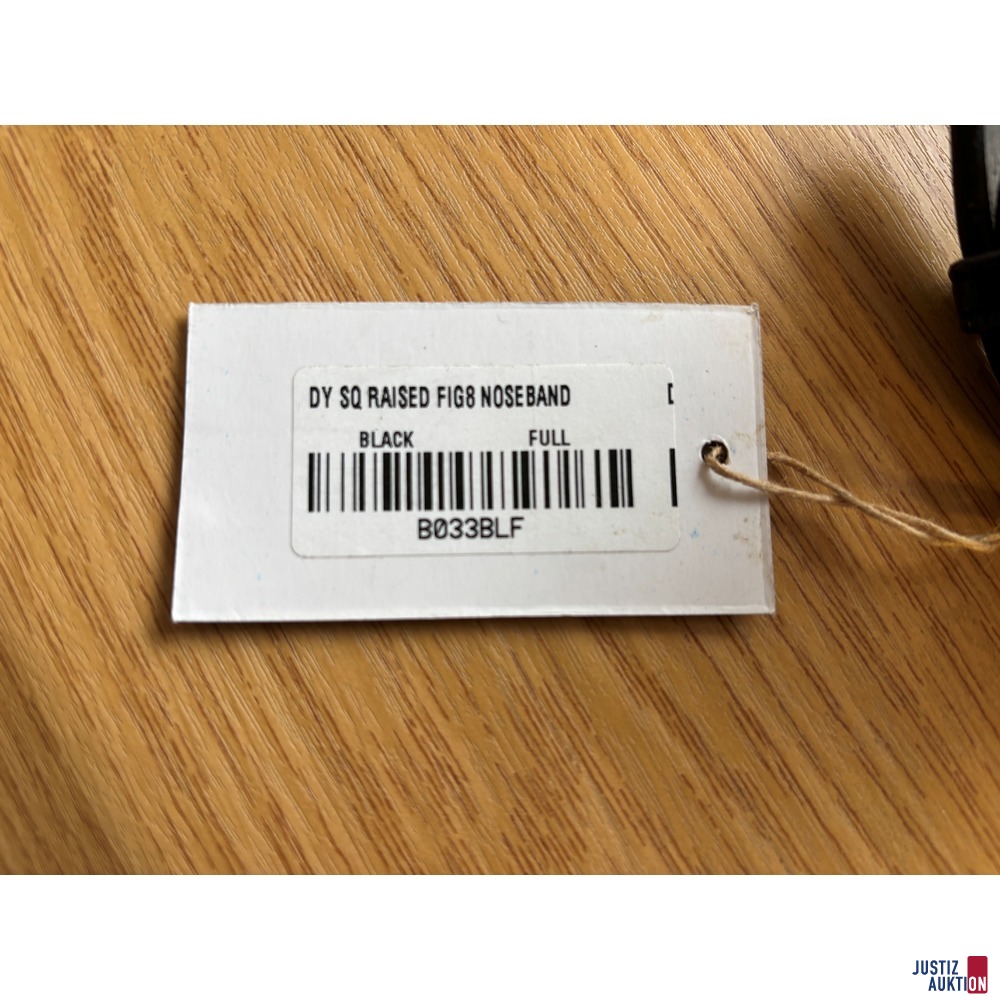 DY SQ RAISED FIG8 NOSEBAND
BLACK FULL
B033BLF
JUSTIZ
AUKTION